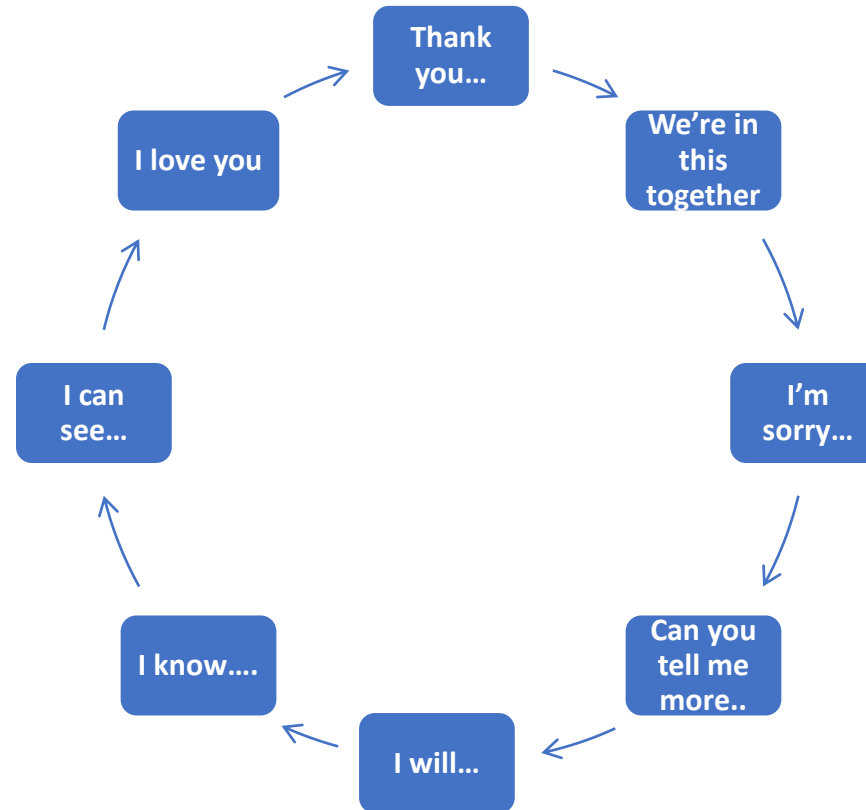 Thank
you…
We’re in
this
together
I’m
sorry…
Can you
tell me
more..
I will…
I know….
I can
see…
I love you